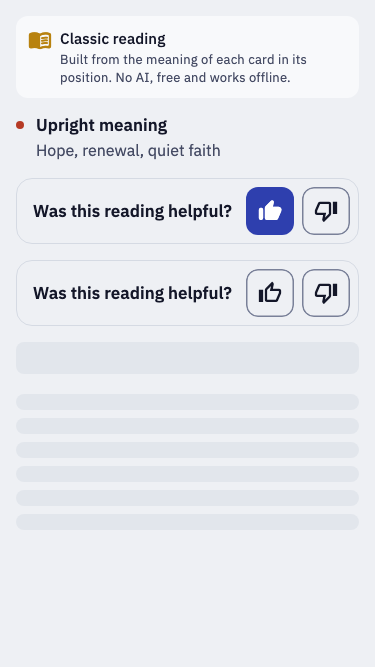 Classic reading
Built from the meaning of each card in its
position. No AI, free and works offline.
Upright meaning
Hope, renewal, quiet faith
Was this reading helpful?
Was this reading helpful?